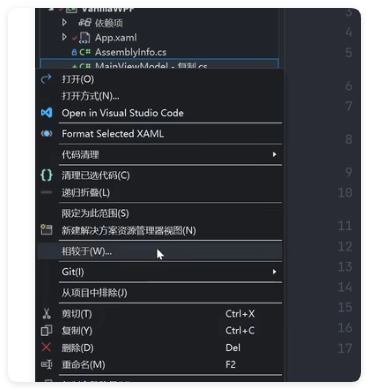 VanillaWPF
依赖项
App.xaml
C# AssemblyInfo.cs
C# MainViewModel - 复制.cs
打开(O)
打开方式(N)...
Open in Visual Studio Code
Format Selected XAML
代码清理
清理已选代码(C)
递归折叠(L)
限定为此范围(S)
新建解决方案资源管理器视图(N)
相较于(W)...
Git(I)
从项目中排除(J)
剪切(T) Ctrl+X
复制(Y) Ctrl+C
删除(D) Del
重命名(M) F2
3
4
5
6
7
8
9
10
11
12
13
14
15
16
17